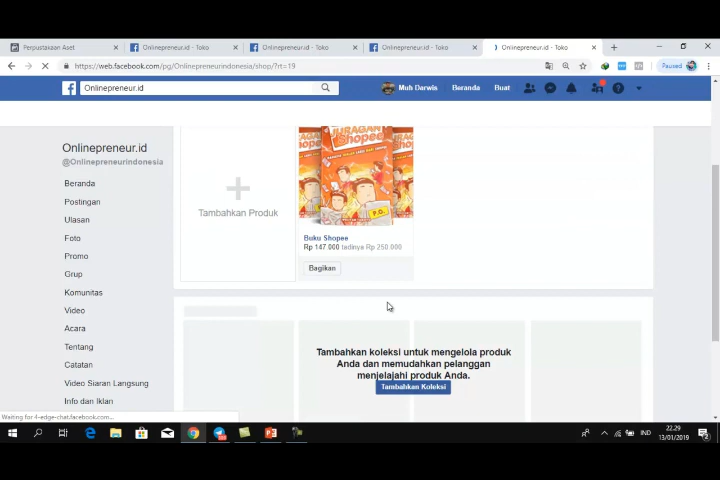 Perpustakaan Aset
Onlinepreneur.id - Toko
Onlinepreneur.id - Toko
Onlinepreneur.id - Toko
Onlinepreneur.id - Toko
https://web.facebook.com/pg/Onlinepreneurindonesia/shop/?rt=19
Paused
Onlinepreneur.id
Muh Darwis
Beranda
Buat
Onlinepreneur.id
@Onlinepreneurindonesia
Beranda
Postingan
Ulasan
Foto
Promo
Grup
Komunitas
Video
Acara
Tentang
Catatan
Video Siaran Langsung
Info dan Iklan
Tambahkan Produk
JURAGAN
Shopee
P.O.
Buku Shopee
Rp 147.000 tadinya Rp 250.000
Bagikan
Tambahkan koleksi untuk mengelola produk
Anda dan memudahkan pelanggan
menjelajahi produk Anda.
Tambahkan Koleksi
Waiting for 4-edge-chat.facebook.com...
IND
22.29
13/01/2019
2